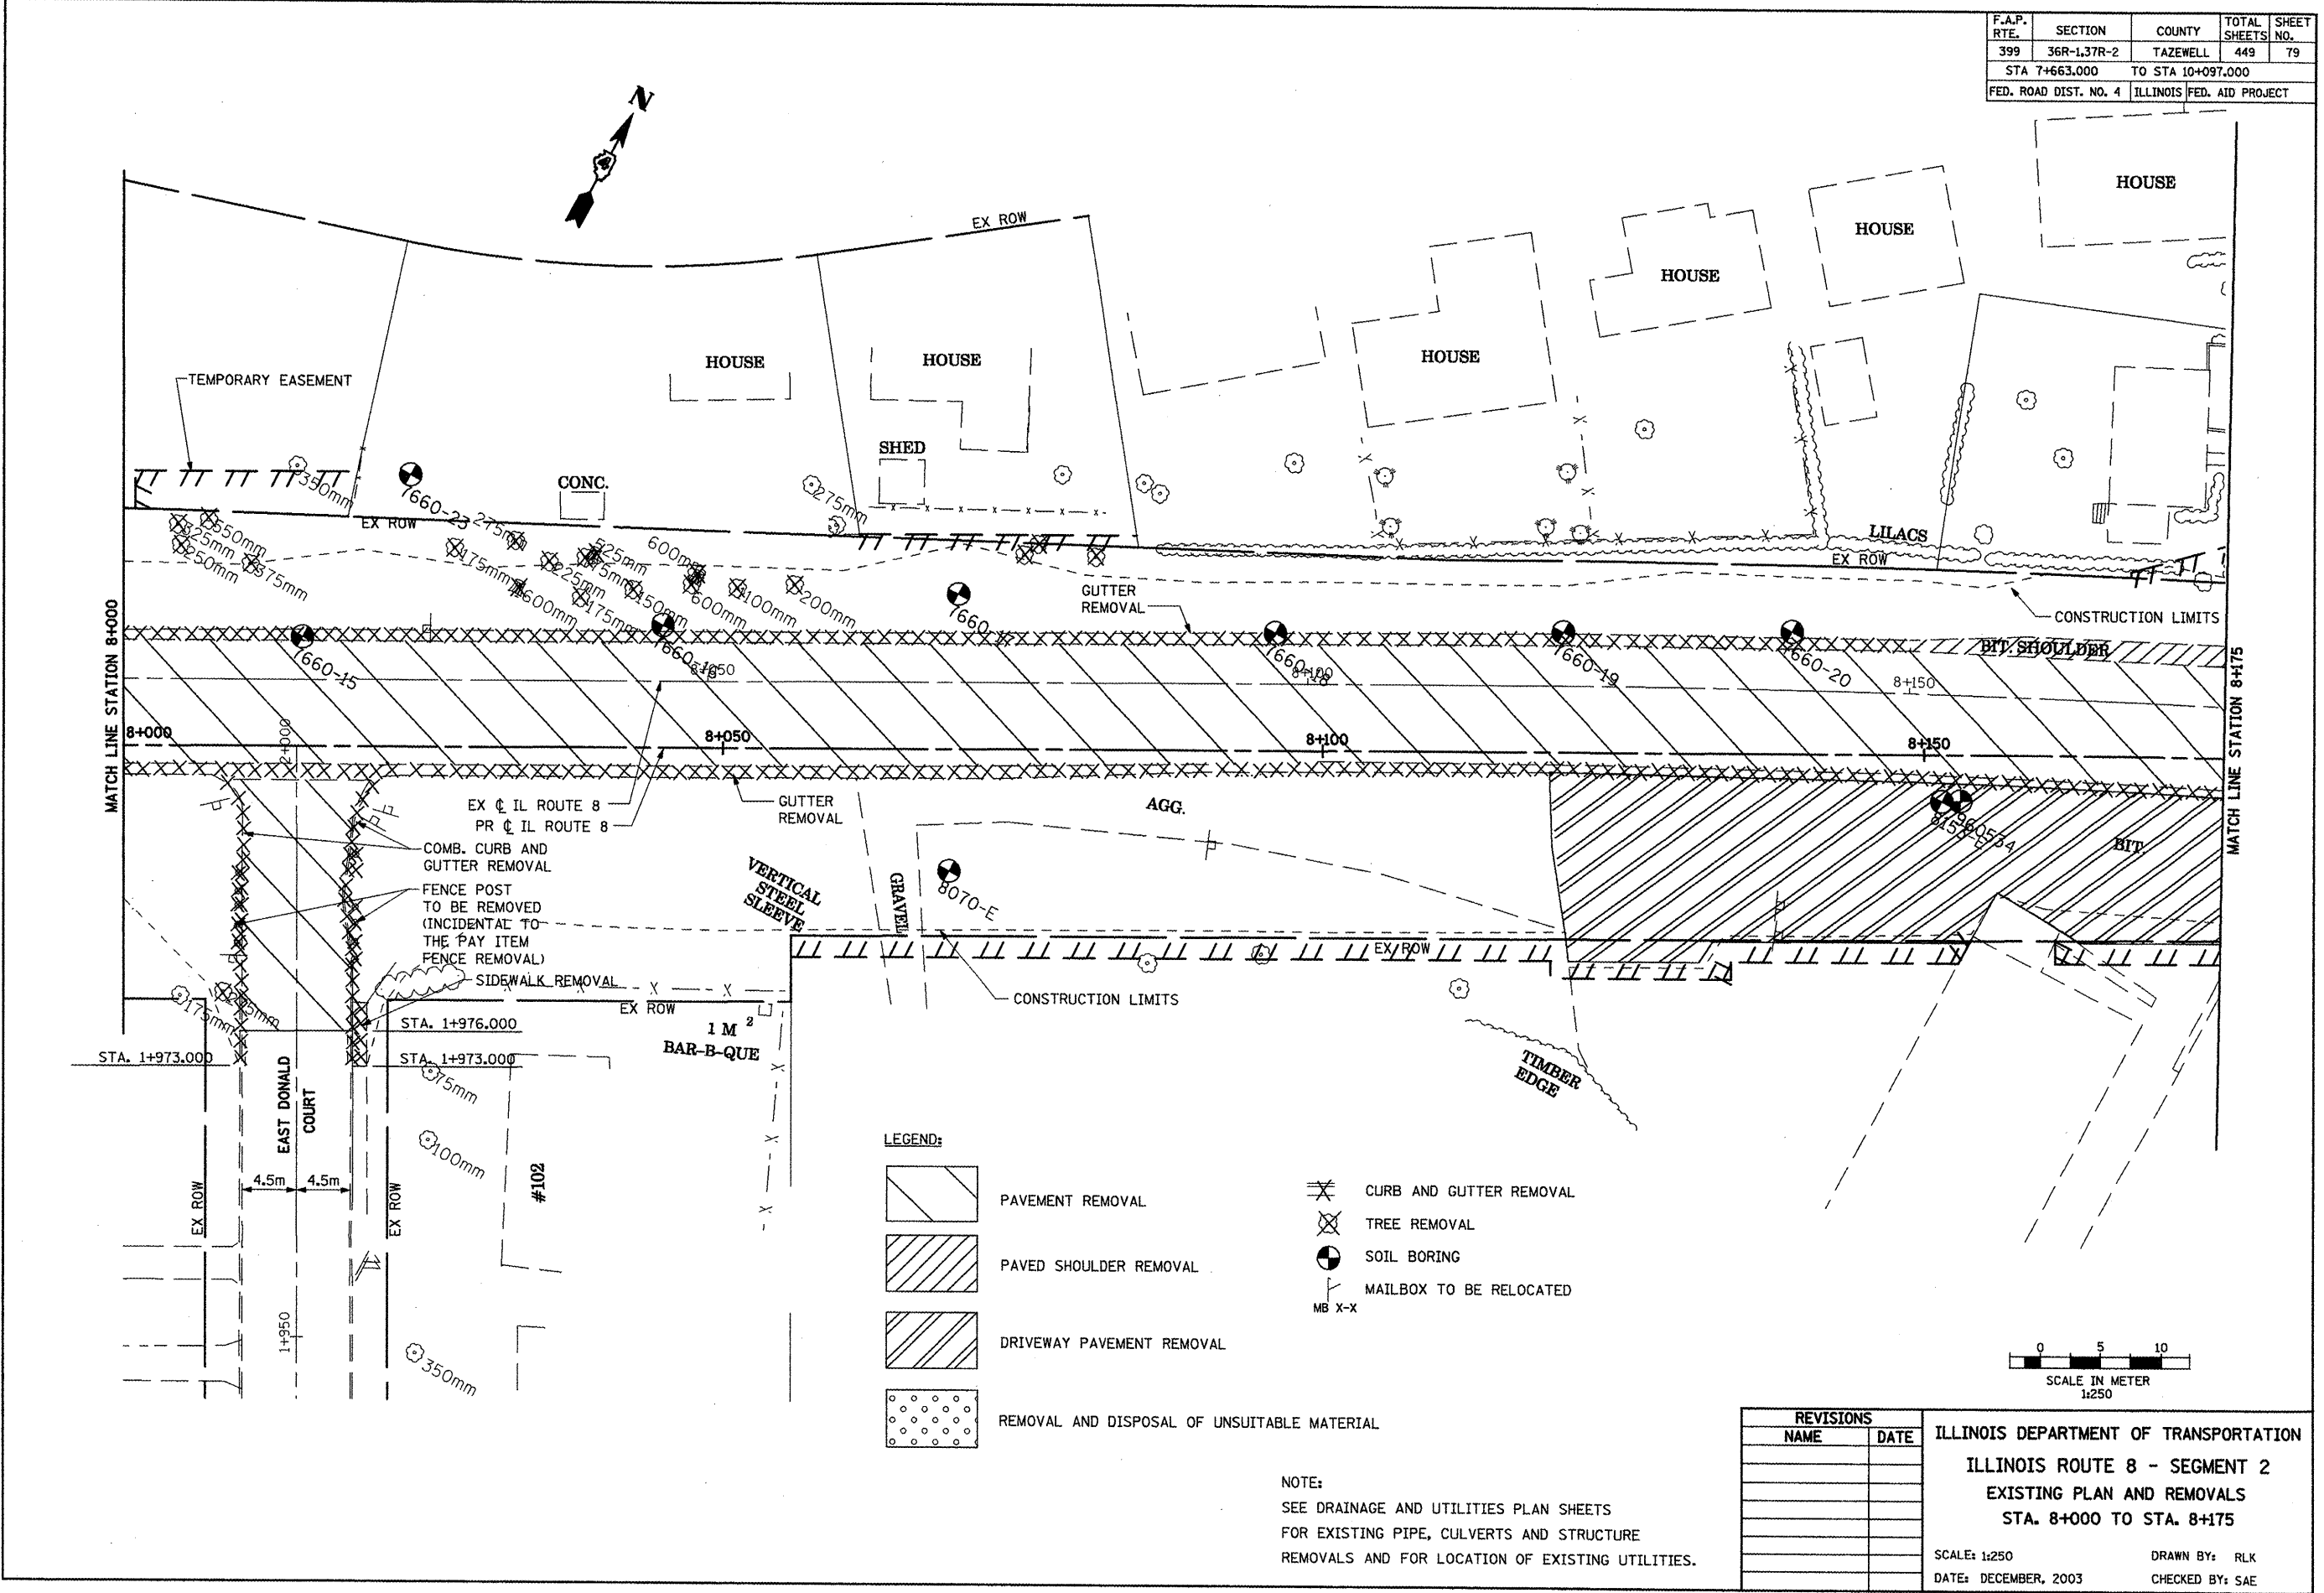 F.A.P. RTE. SECTION COUNTY TOTAL SHEETS SHEET NO.
399 36R-1,37R-2 TAZEWELL 449 79
STA 7+663.000 TO STA 10+097.000
FED. ROAD DIST. NO. 4 ILLINOIS FED. AID PROJECT
N
4
HOUSE
EX ROW
HOUSE
HOUSE
HOUSE
HOUSE
HOUSE
TEMPORARY EASEMENT
SHED
350mm
CONC.
7660-23
275mm
275mm
EX ROW
550mm
325mm
250mm
375mm
175mm
525mm
600mm
1600mm
175mm
150mm
600mm
100mm
200mm
LILACS
EX ROW
GUTTER
REMOVAL
CONSTRUCTION LIMITS
7660-15
7660-17
7660-19
7660-20
BIT. SHOULDER
8+150
MATCH LINE STATION 8+000
MATCH LINE STATION 8+175
8+000
2+000
8+050
8+100
8+150
EX ℄ IL ROUTE 8
PR ℄ IL ROUTE 8
GUTTER
REMOVAL
AGG.
960534
BIT.
COMB. CURB AND
GUTTER REMOVAL
FENCE POST
TO BE REMOVED
(INCIDENTAL TO
THE PAY ITEM
FENCE REMOVAL)
VERTICAL
STEEL
SLEEVE
GRAVEL
8070-E
EX ROW
SIDEWALK REMOVAL
CONSTRUCTION LIMITS
175mm
EX ROW
1 M 2
BAR-B-QUE
STA. 1+976.000
STA. 1+973.000
STA. 1+973.000
75mm
TIMBER
EDGE
EAST DONALD
COURT
100mm
#102
4.5m 4.5m
EX ROW
EX ROW
1+950
350mm
LEGEND:
PAVEMENT REMOVAL
PAVED SHOULDER REMOVAL
DRIVEWAY PAVEMENT REMOVAL
REMOVAL AND DISPOSAL OF UNSUITABLE MATERIAL
CURB AND GUTTER REMOVAL
TREE REMOVAL
SOIL BORING
MAILBOX TO BE RELOCATED
MB X-X
0 5 10
SCALE IN METER
1:250
NOTE:
SEE DRAINAGE AND UTILITIES PLAN SHEETS
FOR EXISTING PIPE, CULVERTS AND STRUCTURE
REMOVALS AND FOR LOCATION OF EXISTING UTILITIES.
REVISIONS
NAME DATE
ILLINOIS DEPARTMENT OF TRANSPORTATION
ILLINOIS ROUTE 8 - SEGMENT 2
EXISTING PLAN AND REMOVALS
STA. 8+000 TO STA. 8+175
SCALE: 1:250 DRAWN BY: RLK
DATE: DECEMBER, 2003 CHECKED BY: SAE